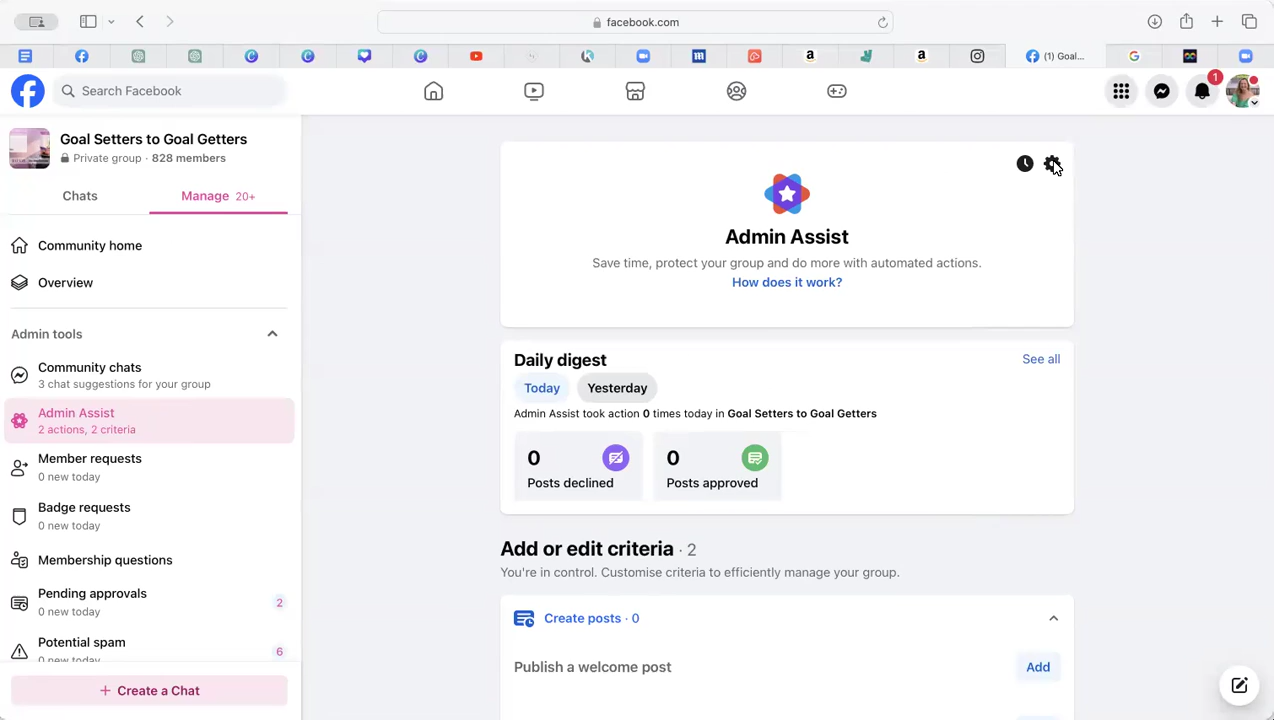 facebook.com
(1) Goal...
Search Facebook
1
Goal Setters to Goal Getters
Private group · 828 members
Chats
Manage 20+
Community home
Overview
Admin tools
Community chats
3 chat suggestions for your group
Admin Assist
2 actions, 2 criteria
Member requests
0 new today
Badge requests
0 new today
Membership questions
Pending approvals
0 new today
2
Potential spam
0 new today
6
+ Create a Chat
Admin Assist
Save time, protect your group and do more with automated actions.
How does it work?
Daily digest
See all
Today
Yesterday
Admin Assist took action 0 times today in Goal Setters to Goal Getters
0
Posts declined
0
Posts approved
Add or edit criteria · 2
You're in control. Customise criteria to efficiently manage your group.
Create posts · 0
Publish a welcome post
Add